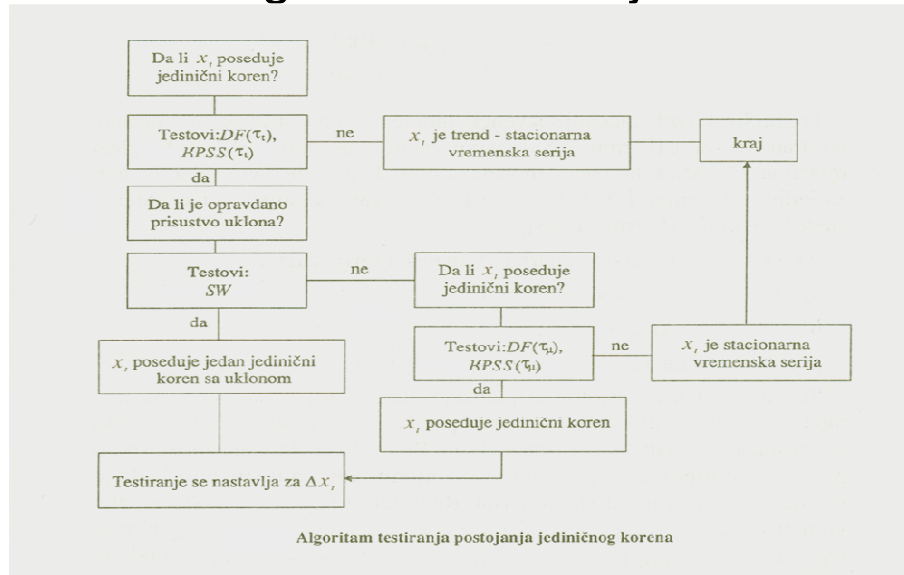 Da li x_t poseduje
jedinični koren?
Testovi:DF(τ_t),
KPSS(τ_t)
ne
x_t je trend - stacionarna
vremenska serija
kraj
da
Da li je opravdano
prisustvo uklona?
Testovi:
SW
ne
Da li x_t poseduje
jedinični koren?
da
Testovi:DF(τ_μ),
KPSS(τ_μ)
ne
x_t je stacionarna
vremenska serija
x_t poseduje jedan jedinični
koren sa uklonom
da
x_t poseduje jedinični koren
Testiranje se nastavlja za Δx_t
Algoritam testiranja postojanja jediničnog korena